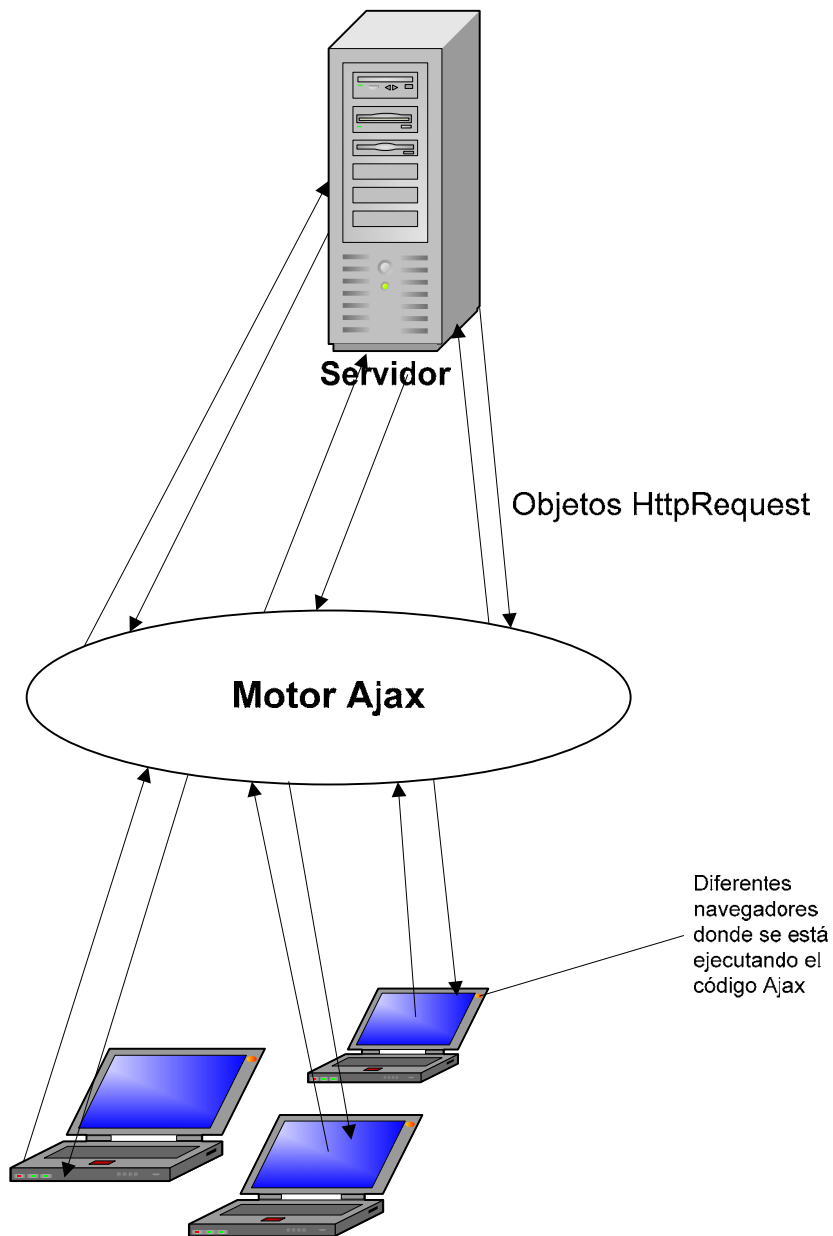 Servidor
Objetos HttpRequest
Motor Ajax
Diferentes
navegadores
donde se está
ejecutando el
código Ajax